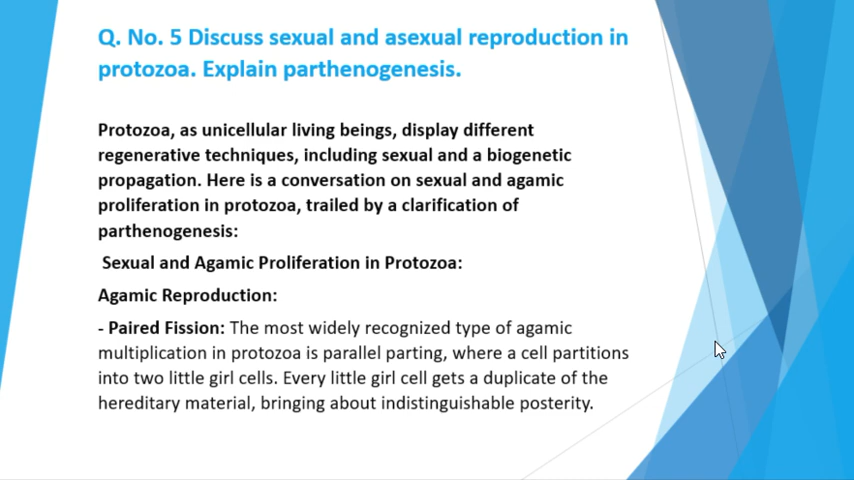 Q. No. 5 Discuss sexual and asexual reproduction in
protozoa. Explain parthenogenesis.
Protozoa, as unicellular living beings, display different
regenerative techniques, including sexual and a biogenetic
propagation. Here is a conversation on sexual and agamic
proliferation in protozoa, trailed by a clarification of
parthenogenesis:
Sexual and Agamic Proliferation in Protozoa:
Agamic Reproduction:
- Paired Fission: The most widely recognized type of agamic
multiplication in protozoa is parallel parting, where a cell partitions
into two little girl cells. Every little girl cell gets a duplicate of the
hereditary material, bringing about indistinguishable posterity.